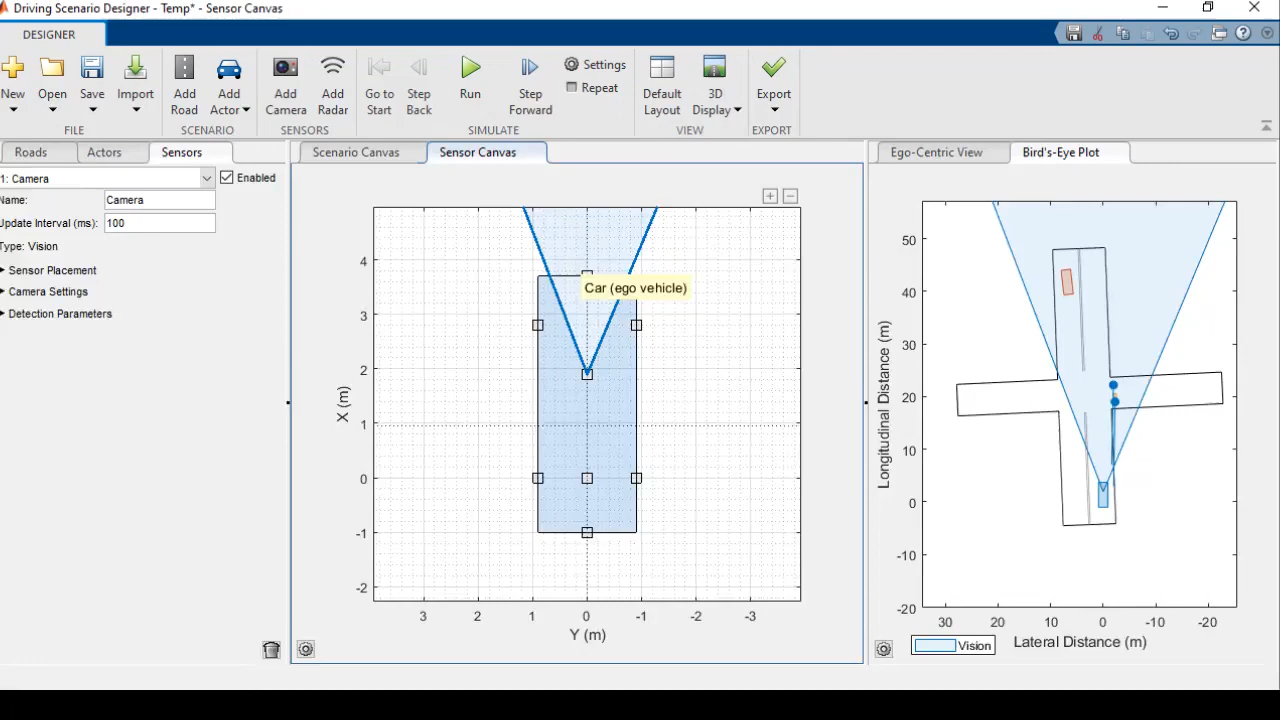 Driving Scenario Designer - Temp* - Sensor Canvas
DESIGNER
New
Open
Save
Import
Add
Road
Add
Actor
Add
Camera
Add
Radar
Go to
Start
Step
Back
Run
Step
Forward
Settings
Repeat
Default
Layout
3D
Display
Export
FILE
SCENARIO
SENSORS
SIMULATE
VIEW
EXPORT
Roads
Actors
Sensors
1: Camera
Enabled
Name:
Camera
Update Interval (ms):
100
Type: Vision
Sensor Placement
Camera Settings
Detection Parameters
Scenario Canvas
Sensor Canvas
Car (ego vehicle)
4
3
2
1
0
-1
-2
X (m)
3 2 1 0 -1 -2 -3
Y (m)
Ego-Centric View
Bird's-Eye Plot
50
40
30
20
10
0
-10
-20
Longitudinal Distance (m)
30 20 10 0 -10 -20
Lateral Distance (m)
Vision